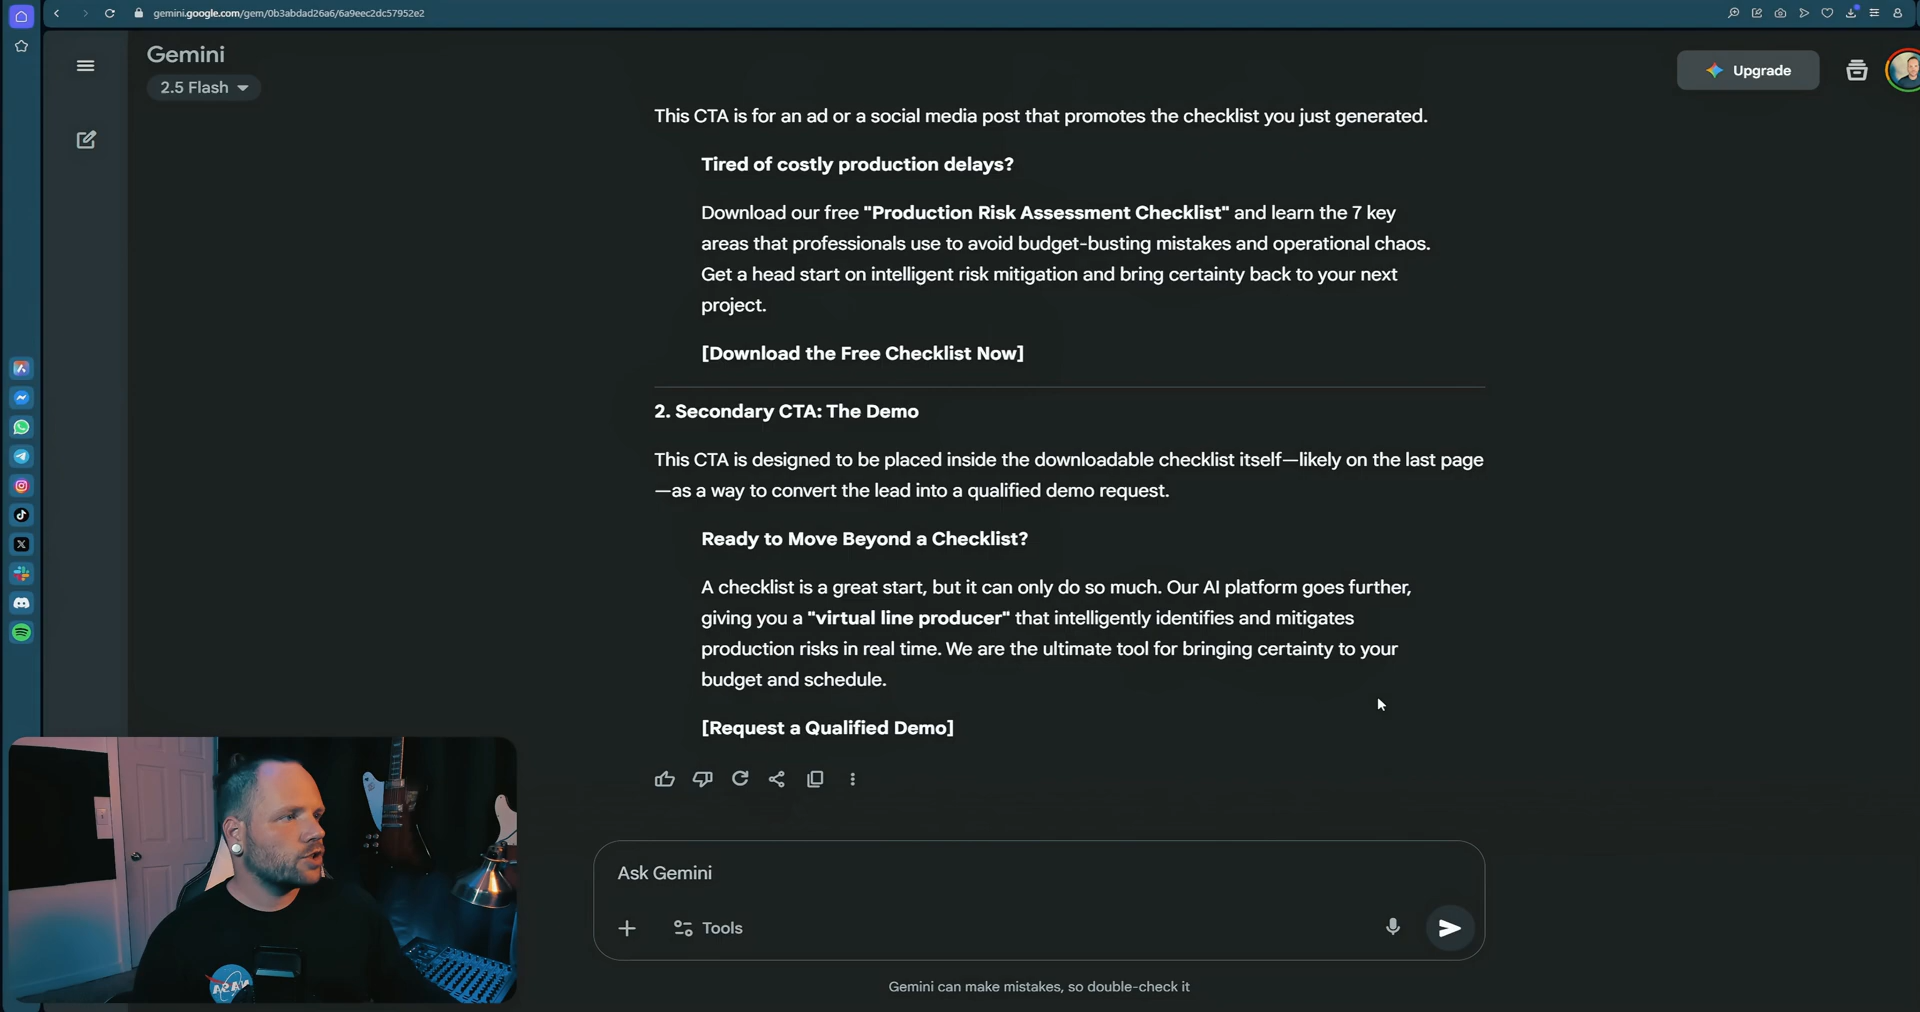 gemini.google.com/gem/0b3abdad26a6/6a9eec2dc57952e2
Gemini
2.5 Flash
Upgrade
This CTA is for an ad or a social media post that promotes the checklist you just generated.
Tired of costly production delays?
Download our free "Production Risk Assessment Checklist" and learn the 7 key
areas that professionals use to avoid budget-busting mistakes and operational chaos.
Get a head start on intelligent risk mitigation and bring certainty back to your next
project.
[Download the Free Checklist Now]
2. Secondary CTA: The Demo
This CTA is designed to be placed inside the downloadable checklist itself—likely on the last page
—as a way to convert the lead into a qualified demo request.
Ready to Move Beyond a Checklist?
A checklist is a great start, but it can only do so much. Our AI platform goes further,
giving you a "virtual line producer" that intelligently identifies and mitigates
production risks in real time. We are the ultimate tool for bringing certainty to your
budget and schedule.
[Request a Qualified Demo]
Ask Gemini
Tools
Gemini can make mistakes, so double-check it